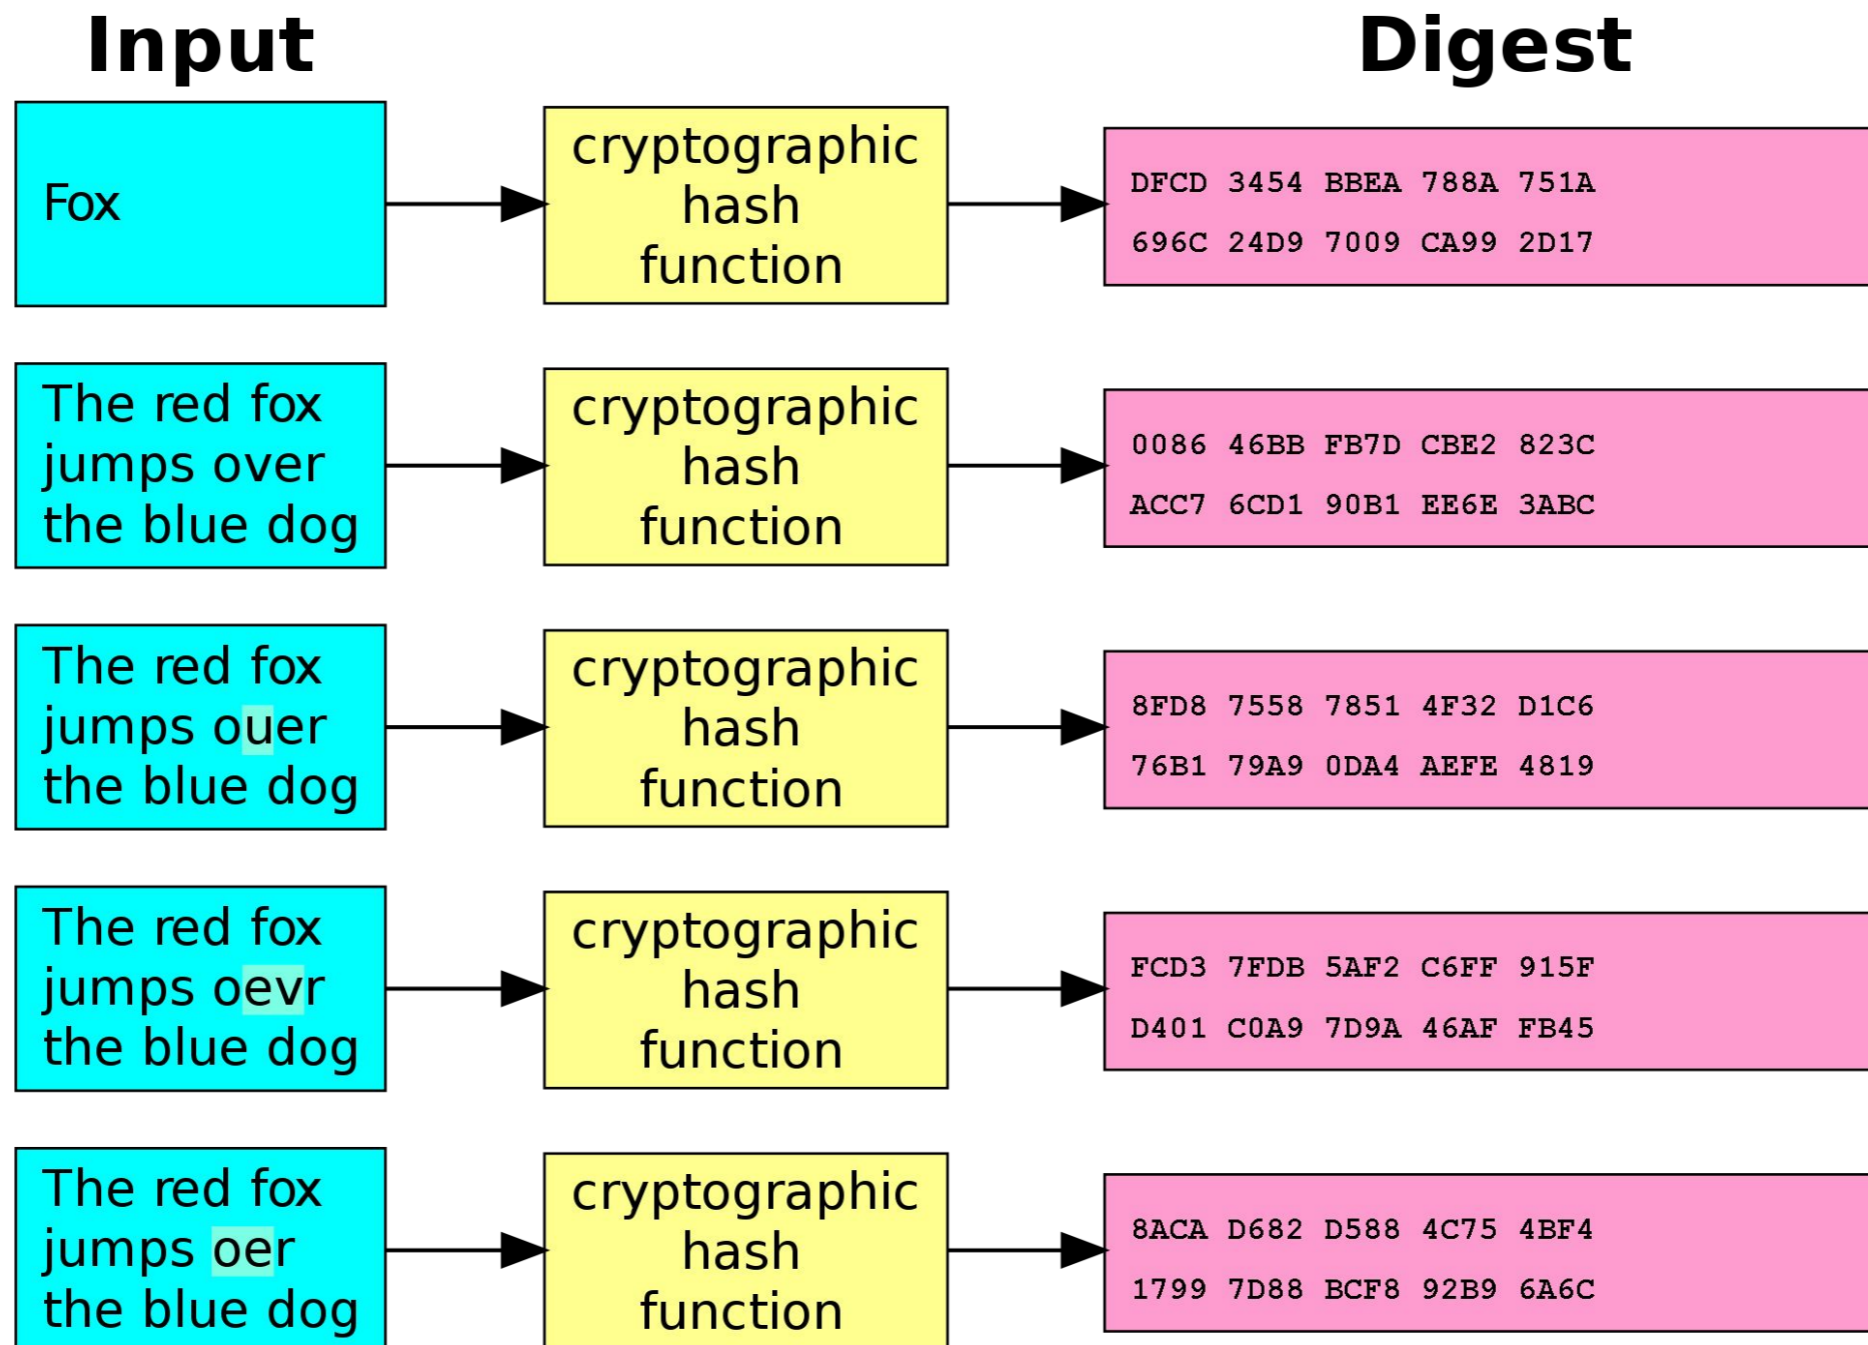 Input
Digest
Fox
cryptographic
hash
function
DFCD 3454 BBEA 788A 751A
696C 24D9 7009 CA99 2D17
The red fox
jumps over
the blue dog
cryptographic
hash
function
0086 46BB FB7D CBE2 823C
ACC7 6CD1 90B1 EE6E 3ABC
The red fox
jumps ouer
the blue dog
cryptographic
hash
function
8FD8 7558 7851 4F32 D1C6
76B1 79A9 0DA4 AEFE 4819
The red fox
jumps oevr
the blue dog
cryptographic
hash
function
FCD3 7FDB 5AF2 C6FF 915F
D401 C0A9 7D9A 46AF FB45
The red fox
jumps oer
the blue dog
cryptographic
hash
function
8ACA D682 D588 4C75 4BF4
1799 7D88 BCF8 92B9 6A6C